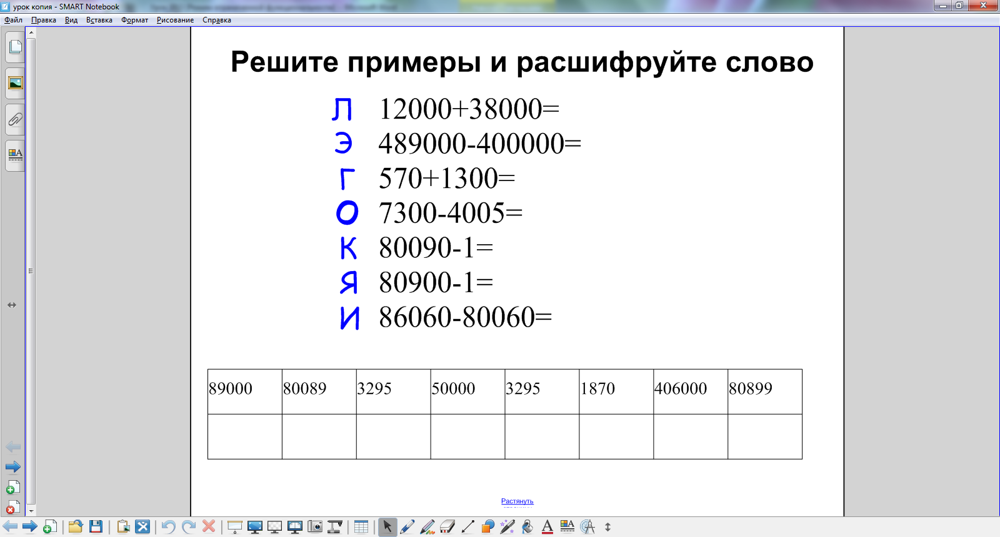 урок копия - SMART Notebook
Файл Правка Вид Вставка Формат Рисование Справка
Решите примеры и расшифруйте слово
Л 12000+38000=
Э 489000-400000=
Г 570+1300=
О 7300-4005=
К 80090-1=
Я 80900-1=
И 86060-80060=
89000 80089 3295 50000 3295 1870 406000 80899
Растянуть